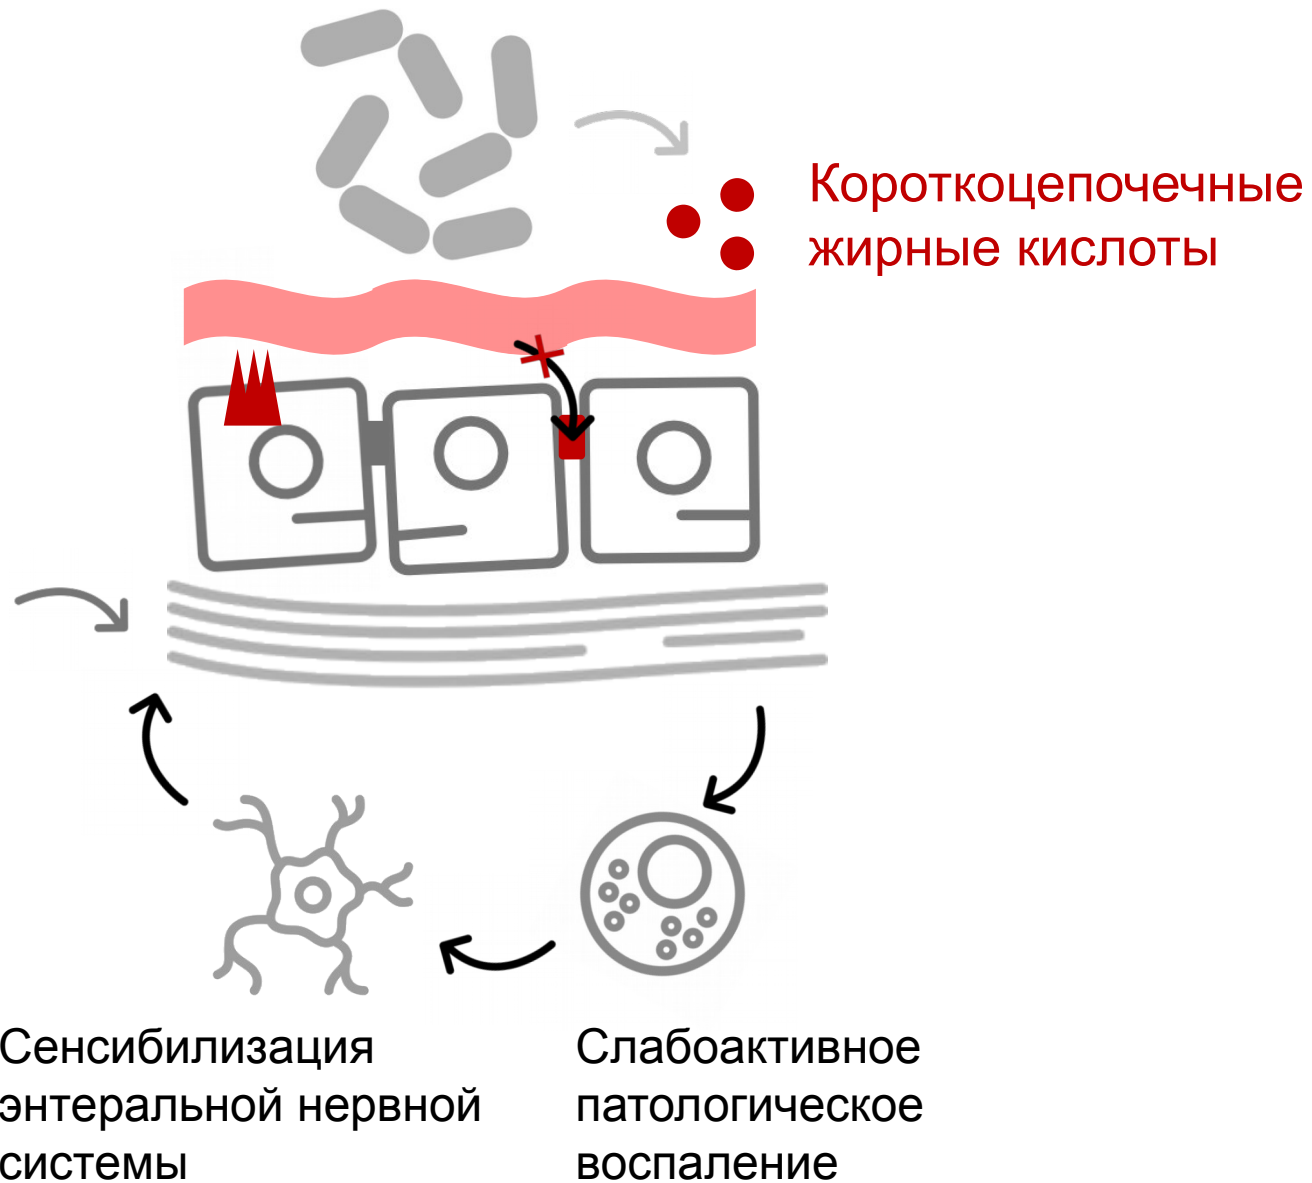 Короткоцепочечные
жирные кислоты
Сенсибилизация
энтеральной нервной
системы
Слабоактивное
патологическое
воспаление